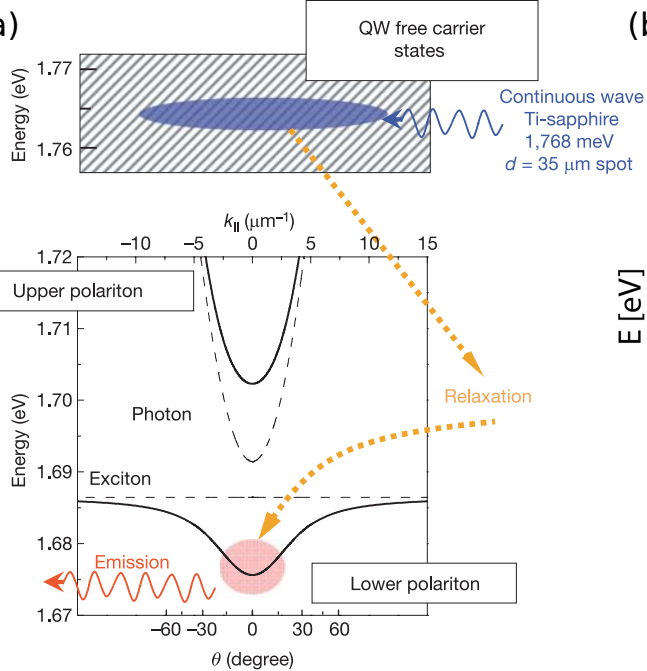 a)
(b
QW free carrier
states
1.77
1.76
Energy (eV)
Continuous wave
Ti-sapphire
1,768 meV
d = 35 μm spot
k|| (μm⁻¹)
−10 −5 0 5 10 15
1.72
1.71
1.70
1.69
1.68
1.67
Energy (eV)
Upper polariton
Photon
Exciton
Relaxation
Emission
Lower polariton
−60 −30 0 30 60
θ (degree)
E [eV]